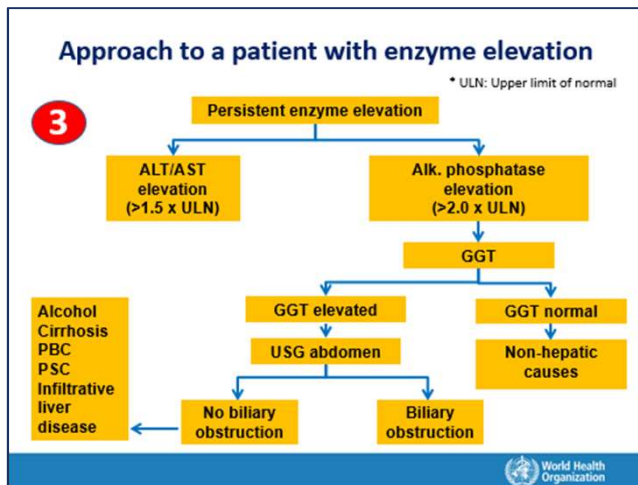 Approach to a patient with enzyme elevation
* ULN: Upper limit of normal
3
Persistent enzyme elevation
ALT/AST
elevation
(>1.5 x ULN)
Alk. phosphatase
elevation
(>2.0 x ULN)
GGT
GGT elevated
GGT normal
USG abdomen
Non-hepatic
causes
Alcohol
Cirrhosis
PBC
PSC
Infiltrative
liver
disease
No biliary
obstruction
Biliary
obstruction
World Health
Organization